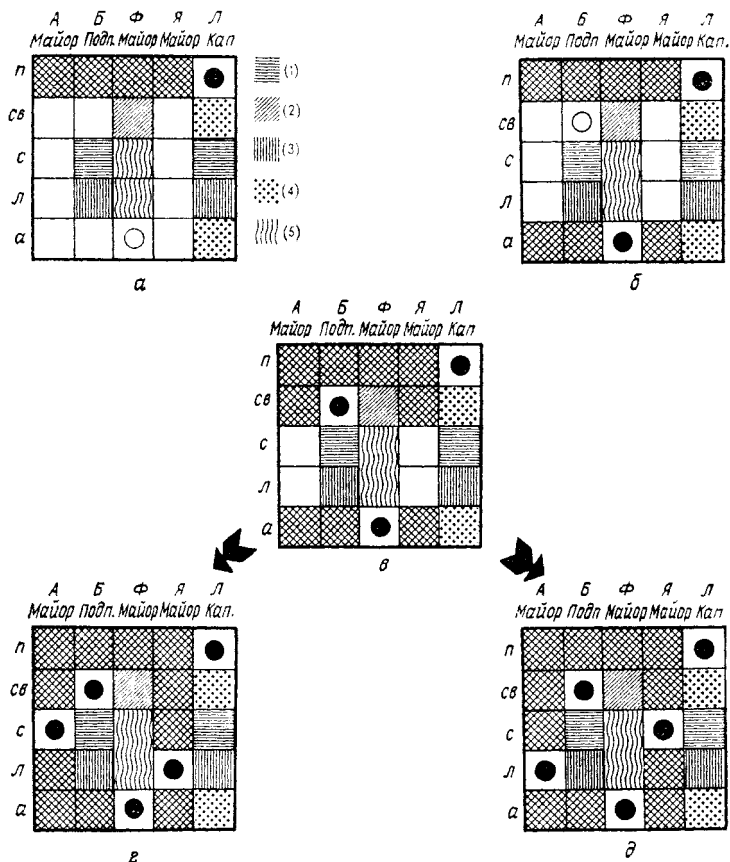 А Б Ф Я Л
Майор Подп. Майор Майор Кап
п
св
с
л
а
(1)
(2)
(3)
(4)
(5)
а
А Б Ф Я Л
Майор Подп Майор Майор Кап.
п
св
с
л
а
б
А Б Ф Я Л
Майор Подп. Майор Майор Кап
п
св
с
л
а
в
А Б Ф Я Л
Майор Подп. Майор Майор Кап.
п
св
с
л
а
г
А Б Ф Я Л
Майор Подп Майор Майор Кап
п
св
с
л
а
д